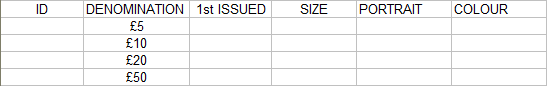 ID DENOMINATION 1st ISSUED SIZE PORTRAIT COLOUR
£5
£10
£20
£50